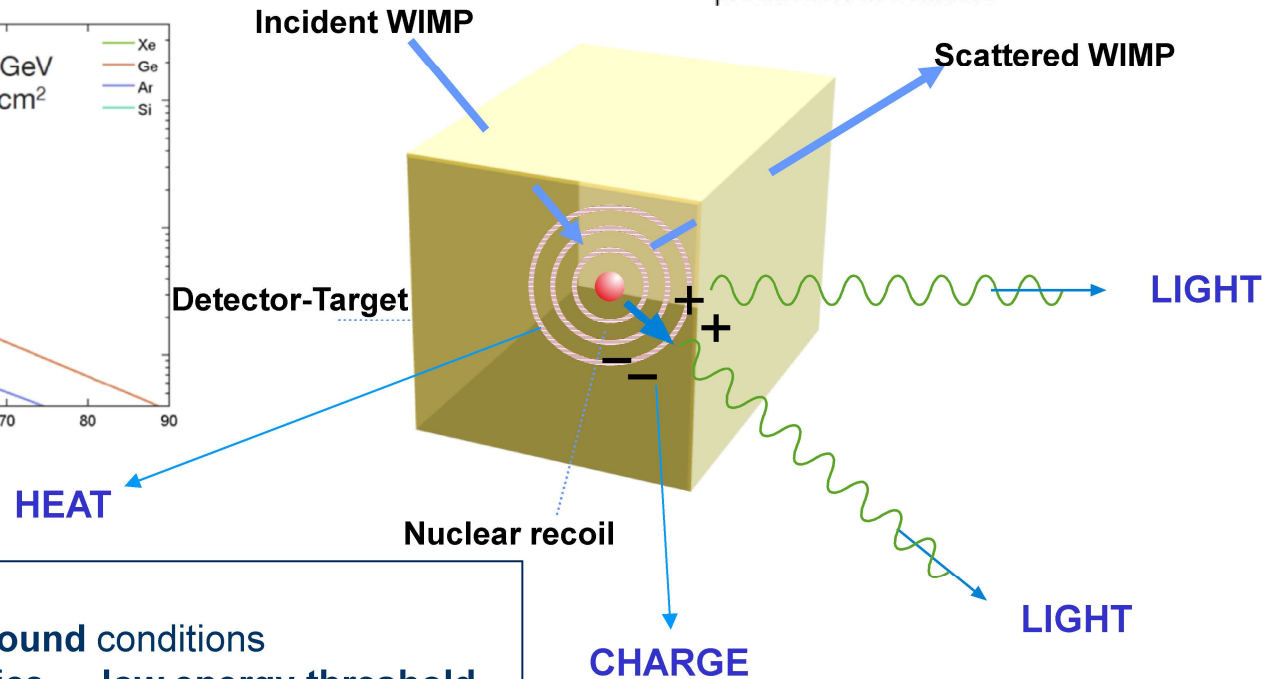 Incident WIMP
Scattered WIMP
Xe
Ge
Ar
Si
GeV
cm²
Detector-Target
LIGHT
70 80 90
HEAT
Nuclear recoil
LIGHT
CHARGE
ound conditions
low energy threshold